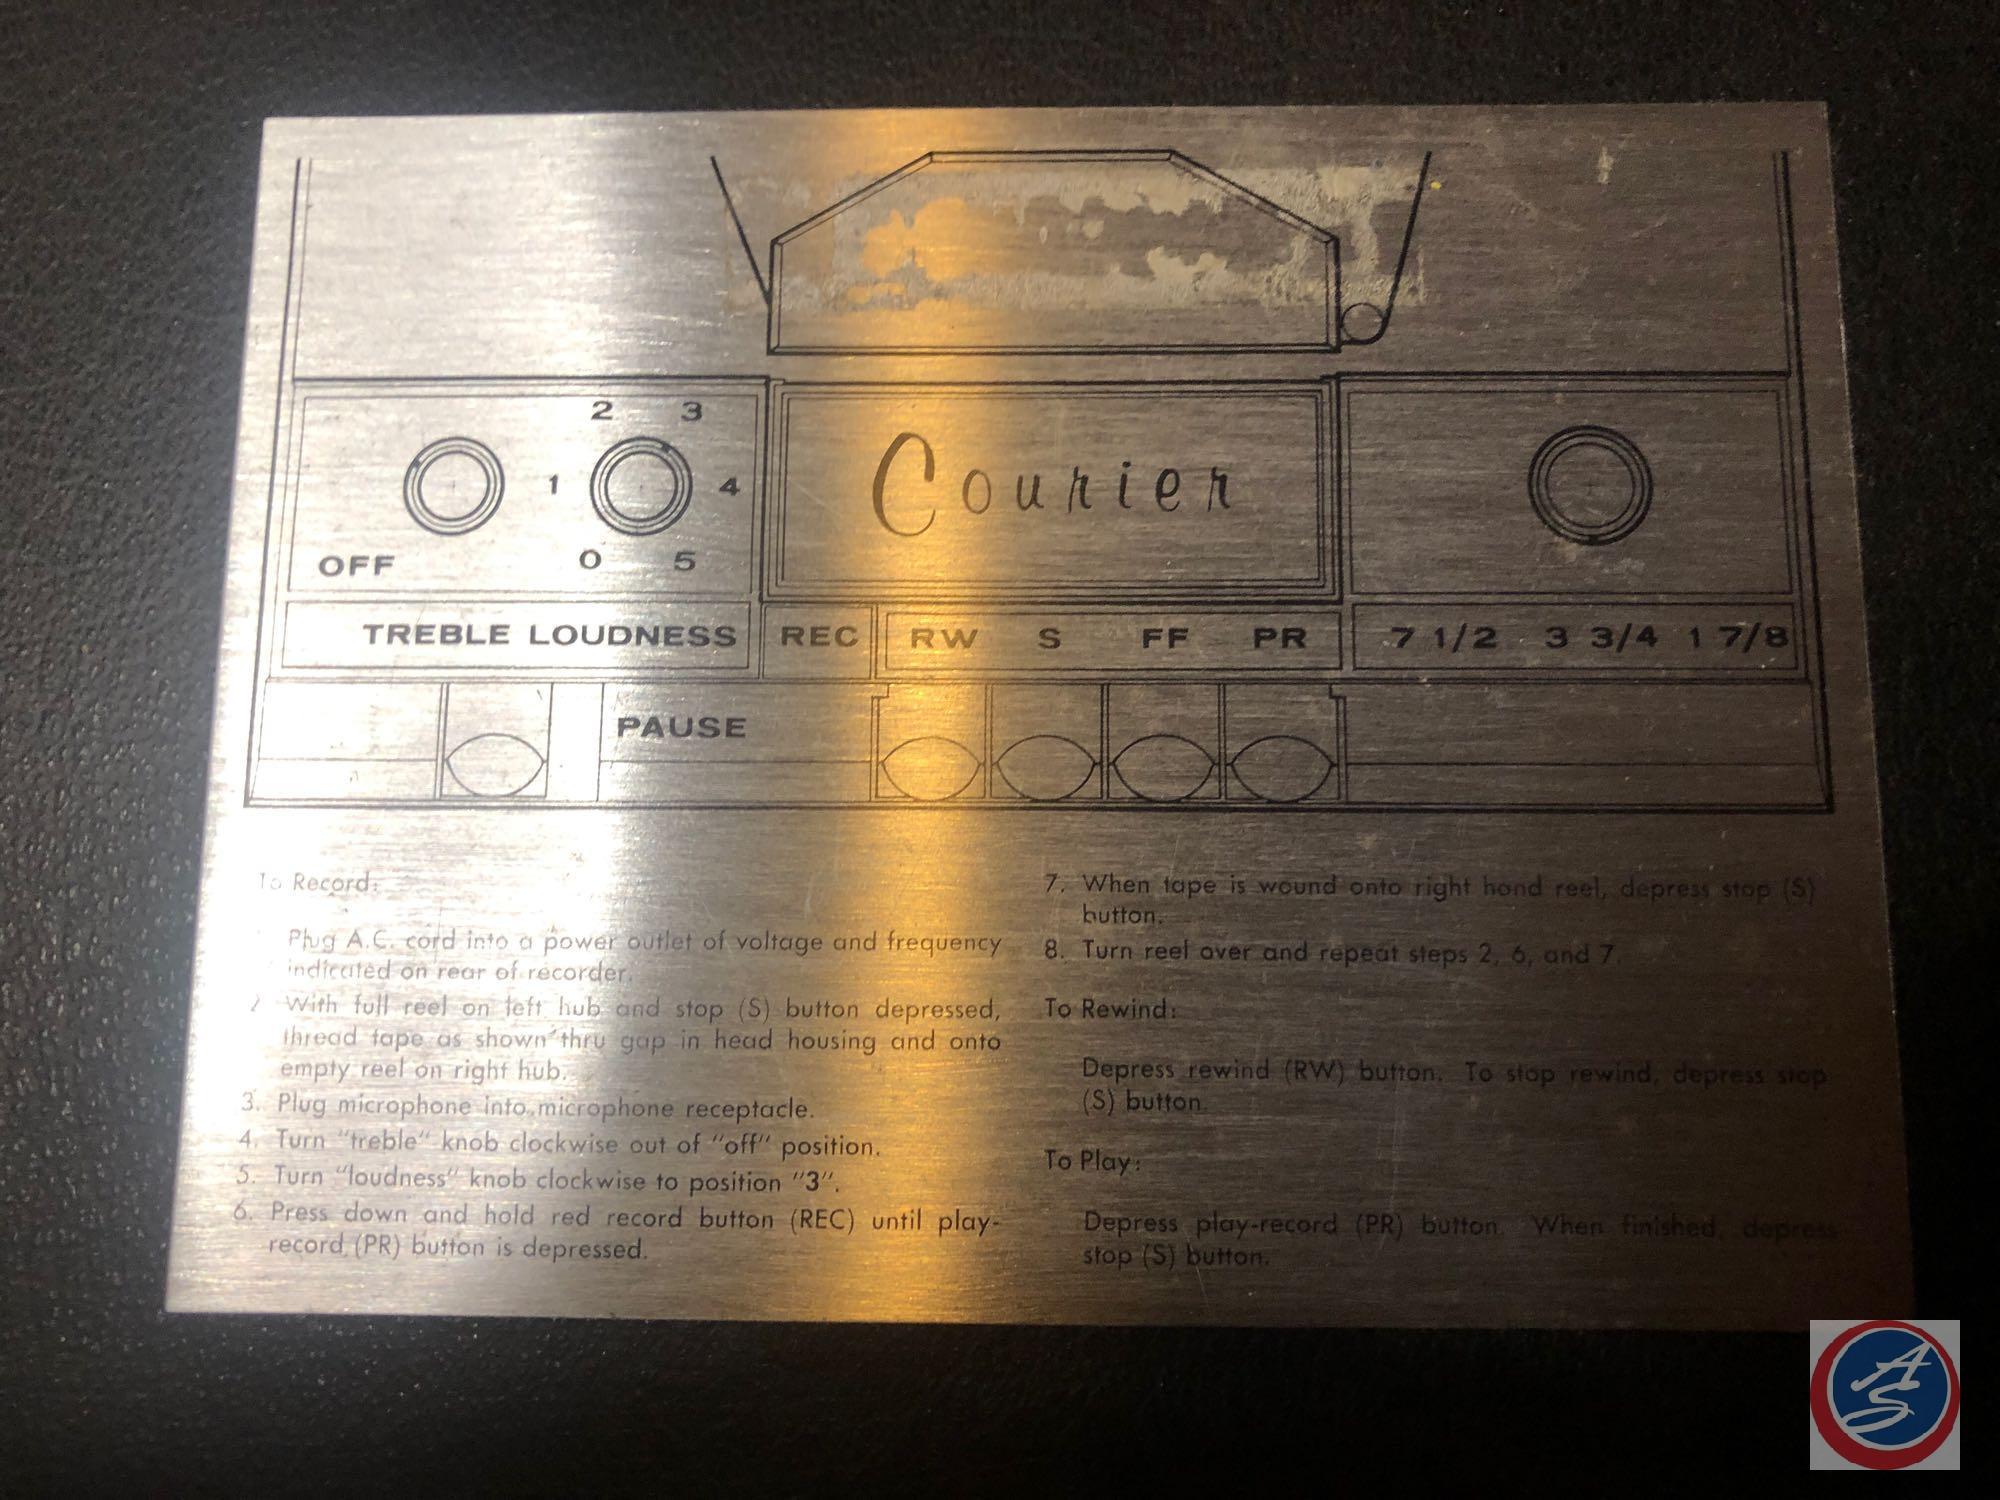 2 3
1 4
OFF 0 5
Courier
TREBLE LOUDNESS REC RW S FF PR 7 1/2 3 3/4 1 7/8
PAUSE
To Record:
Plug A.C. cord into a power outlet of voltage and frequency
indicated on rear of recorder.
2. With full reel on left hub and stop (S) button depressed,
thread tape as shown thru gap in head housing and onto
empty reel on right hub.
3. Plug microphone into microphone receptacle.
4. Turn "treble" knob clockwise out of "off" position.
5. Turn "loudness" knob clockwise to position "3".
6. Press down and hold red record button (REC) until play-
record (PR) button is depressed.
7. When tape is wound onto right hand reel, depress stop (S)
button.
8. Turn reel over and repeat steps 2, 6, and 7.
To Rewind:
Depress rewind (RW) button. To stop rewind, depress stop
(S) button.
To Play:
Depress play-record (PR) button. When finished, depress
stop (S) button.
AS